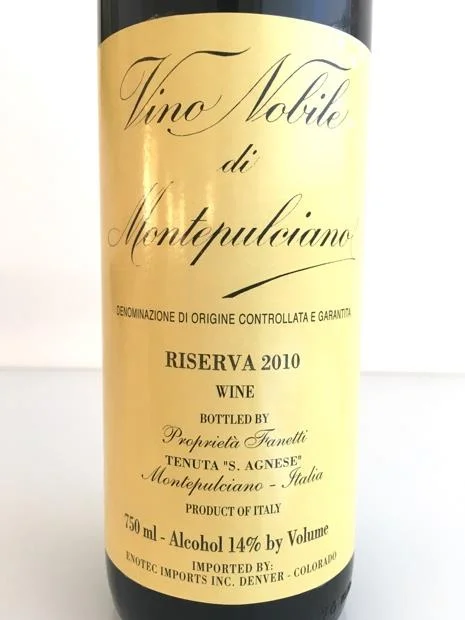 Vino Nobile
di
Montepulciano
DENOMINAZIONE DI ORIGINE CONTROLLATA E GARANTITA
RISERVA 2010
WINE
BOTTLED BY
Proprietà Fanetti
TENUTA "S. AGNESE"
Montepulciano - Italia
PRODUCT OF ITALY
750 ml - Alcohol 14% by Volume
IMPORTED BY:
ENOTEC IMPORTS INC. DENVER - COLORADO